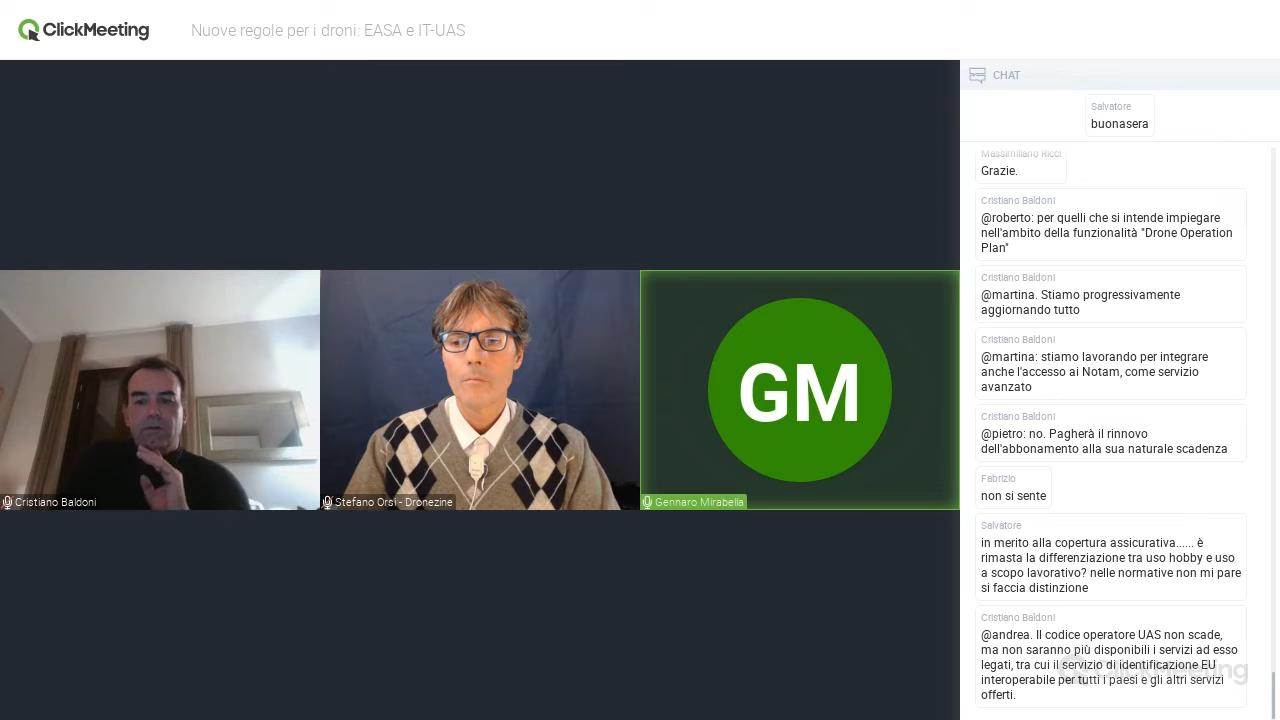 ClickMeeting
Nuove regole per i droni: EASA e IT-UAS
CHAT
Salvatore
buonasera
Massimiliano Ricci
Grazie.
Cristiano Baldoni
@roberto: per quelli che si intende impiegare
nell'ambito della funzionalità "Drone Operation
Plan"
Cristiano Baldoni
@martina. Stiamo progressivamente
aggiornando tutto
Cristiano Baldoni
@martina: stiamo lavorando per integrare
anche l'accesso ai Notam, come servizio
avanzato
Cristiano Baldoni
@pietro: no. Pagherà il rinnovo
dell'abbonamento alla sua naturale scadenza
Fabrizio
non si sente
Salvatore
in merito alla copertura assicurativa...... è
rimasta la differenziazione tra uso hobby e uso
a scopo lavorativo? nelle normative non mi pare
si faccia distinzione
Cristiano Baldoni
@andrea. Il codice operatore UAS non scade,
ma non saranno più disponibili i servizi ad esso
legati, tra cui il servizio di identificazione EU
interoperabile per tutti i paesi e gli altri servizi
offerti.
ClickMeeting
GM
Cristiano Baldoni
Stefano Orsi - Dronezine
Gennaro Mirabella